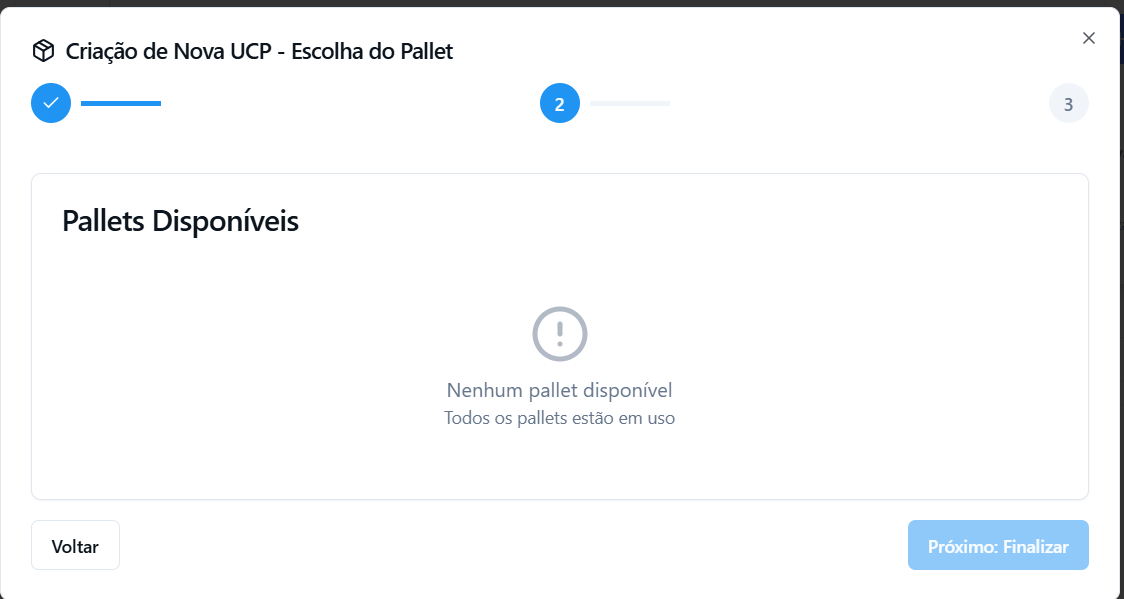 Criação de Nova UCP - Escolha do Pallet
2
3
Pallets Disponíveis
Nenhum pallet disponível
Todos os pallets estão em uso
Voltar
Próximo: Finalizar